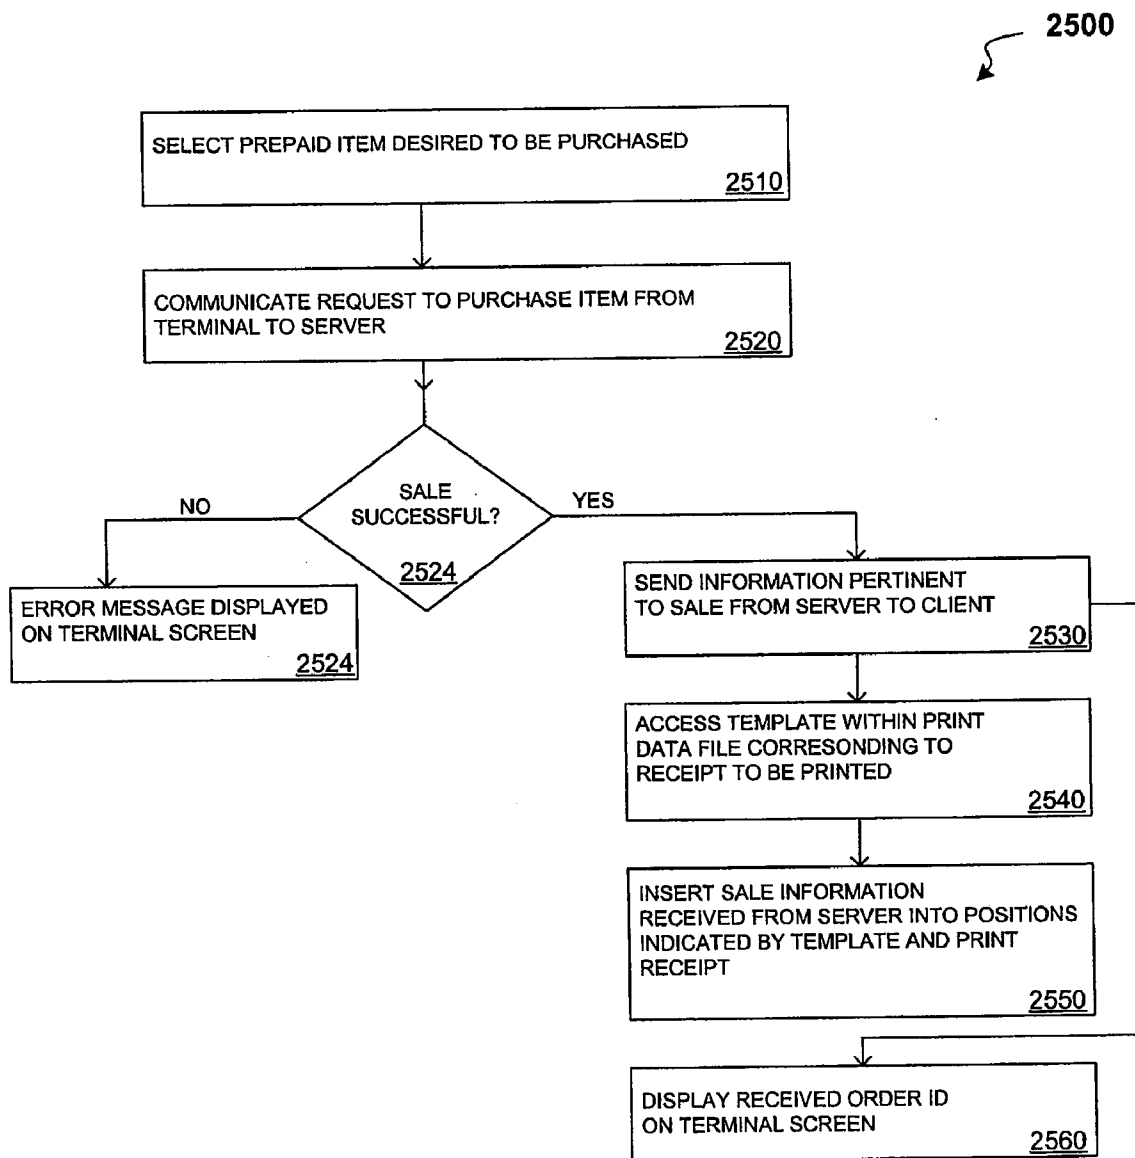 2500
SELECT PREPAID ITEM DESIRED TO BE PURCHASED
2510
COMMUNICATE REQUEST TO PURCHASE ITEM FROM
TERMINAL TO SERVER
2520
SALE
SUCCESSFUL?
2524
NO
YES
ERROR MESSAGE DISPLAYED
ON TERMINAL SCREEN
2524
SEND INFORMATION PERTINENT
TO SALE FROM SERVER TO CLIENT
2530
ACCESS TEMPLATE WITHIN PRINT
DATA FILE CORRESONDING TO
RECEIPT TO BE PRINTED
2540
INSERT SALE INFORMATION
RECEIVED FROM SERVER INTO POSITIONS
INDICATED BY TEMPLATE AND PRINT
RECEIPT
2550
DISPLAY RECEIVED ORDER ID
ON TERMINAL SCREEN
2560